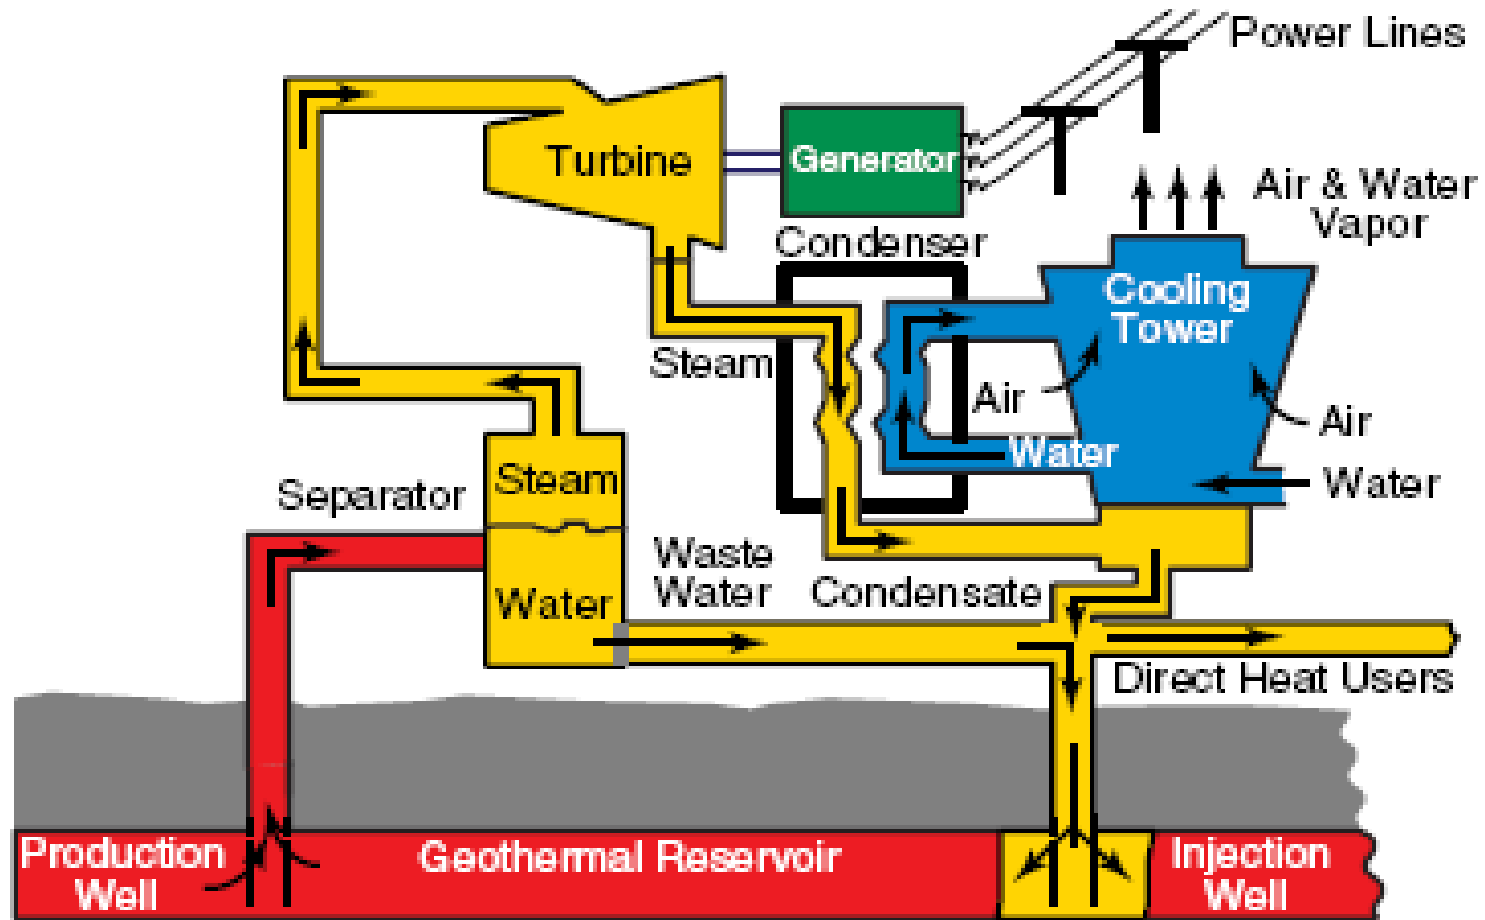 Power Lines
Turbine
Generator
Air & Water
Vapor
Condenser
Cooling
Tower
Steam
Air
Air
Water
Water
Separator
Steam
Waste
Water
Condensate
Water
Direct Heat Users
Production
Well
Geothermal Reservoir
Injection
Well